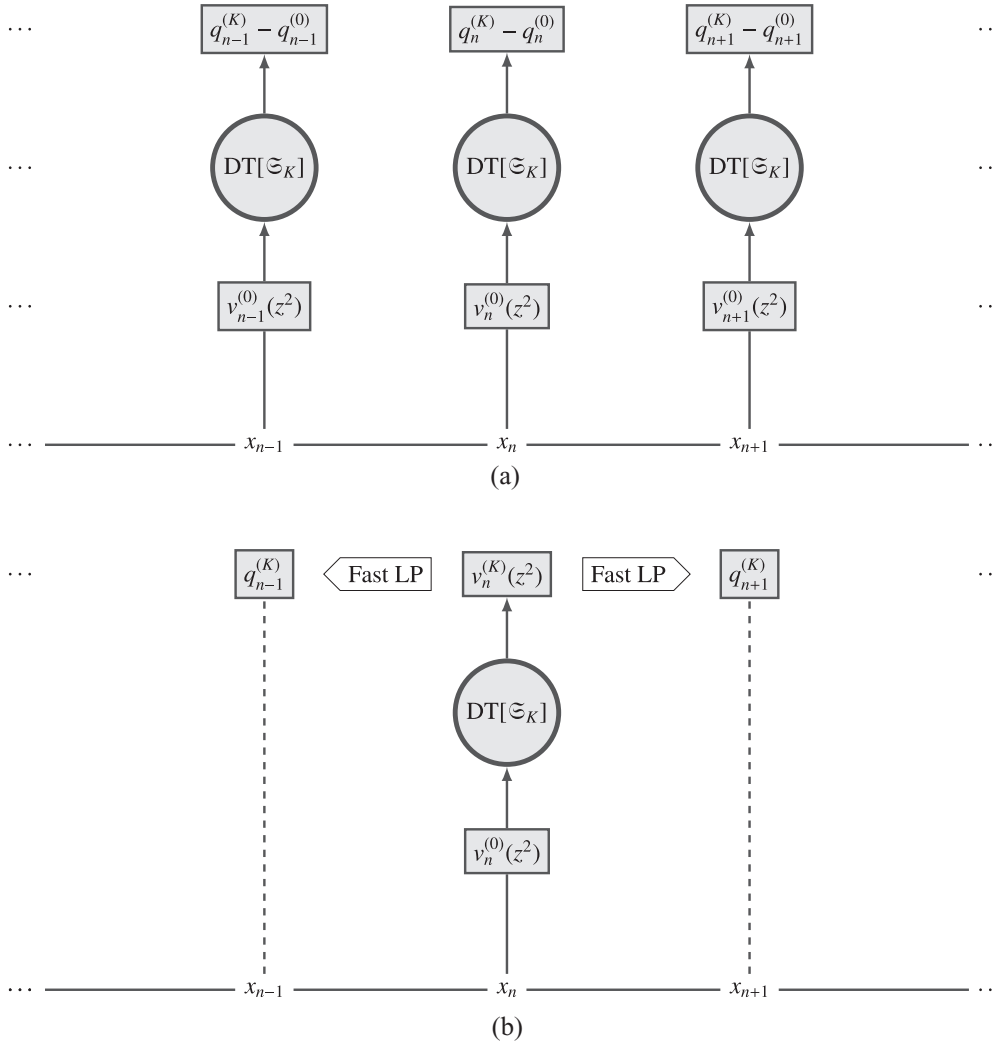 ··· q_{n-1}^{(K)} − q_{n-1}^{(0)} q_n^{(K)} − q_n^{(0)} q_{n+1}^{(K)} − q_{n+1}^{(0)} ··
··· DT[𝔖_K] DT[𝔖_K] DT[𝔖_K] ··
··· v_{n-1}^{(0)}(z^2) v_n^{(0)}(z^2) v_{n+1}^{(0)}(z^2) ··
··· x_{n-1} x_n x_{n+1} ··
(a)
··· q_{n-1}^{(K)} Fast LP v_n^{(K)}(z^2) Fast LP q_{n+1}^{(K)} ··
DT[𝔖_K]
v_n^{(0)}(z^2)
··· x_{n-1} x_n x_{n+1} ··
(b)